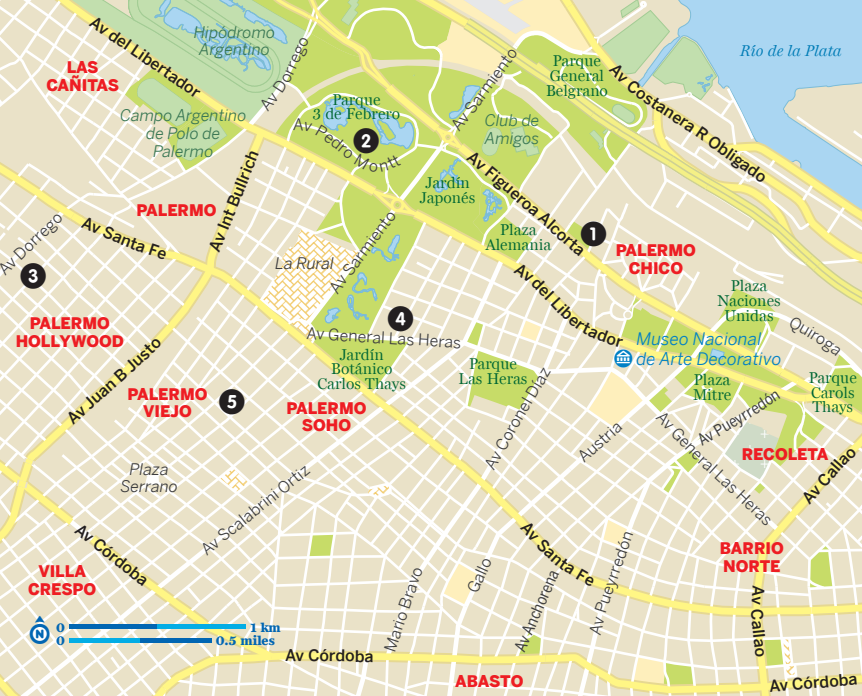 Hipódromo
Argentino
Av del Libertador
LAS
CAÑITAS
Av Dorrego
Campo Argentino
de Polo de
Palermo
Parque
3 de Febrero
Av Pedro Montt
2
Av Sarmiento
Club de
Amigos
Parque
General
Belgrano
Av Costanera R Obligado
Río de la Plata
Av Figueroa Alcorta
Jardín
Japonés
Plaza
Alemania
1
PALERMO
CHICO
PALERMO
Av Int Bullrich
Av Santa Fe
Av Dorrego
3
La Rural
Av Sarmiento
Av del Libertador
Plaza
Naciones
Unidas
Quiroga
4
Av General Las Heras
Museo Nacional
de Arte Decorativo
PALERMO
HOLLYWOOD
Av Juan B Justo
Jardín
Botánico
Carlos Thays
Parque
Las Heras
Plaza
Mitre
Parque
Carols
Thays
PALERMO
VIEJO
5
PALERMO
SOHO
Av Coronel Díaz
Austria
Av Pueyrredón
Av General Las Heras
RECOLETA
Av Callao
Plaza
Serrano
Av Scalabrini Ortiz
Av Córdoba
Av Santa Fe
BARRIO
NORTE
VILLA
CRESPO
Mario Bravo
Gallo
Av Anchorena
Av Pueyrredón
Av Callao
N
0 1 km
0 0.5 miles
Av Córdoba
ABASTO
Av Córdoba